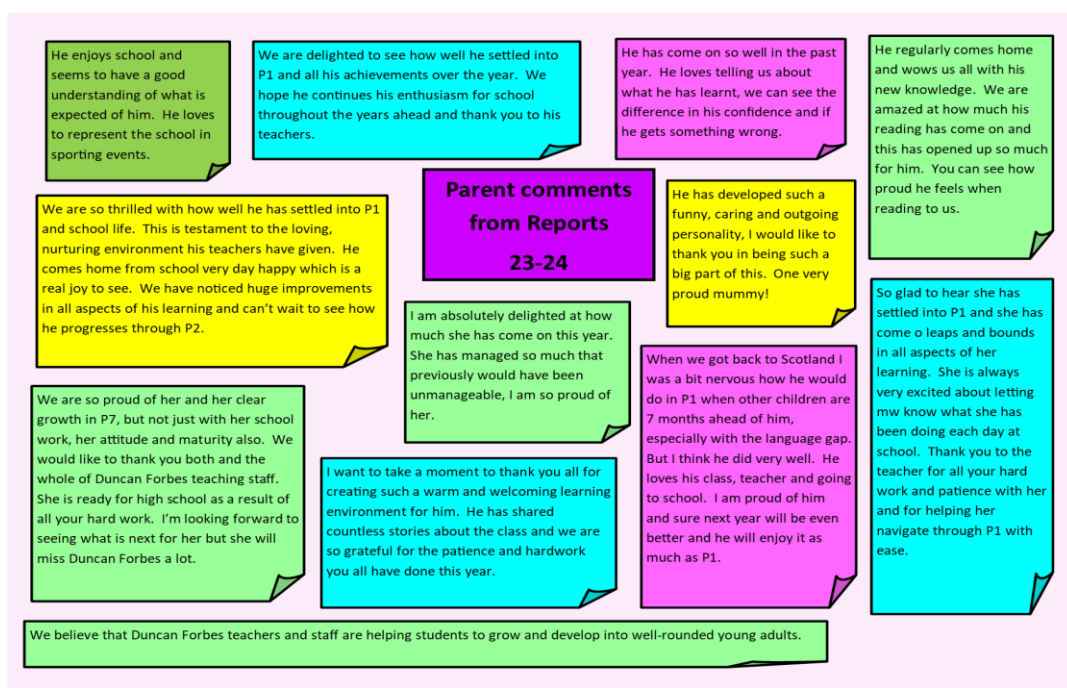 He enjoys school and
seems to have a good
understanding of what is
expected of him.  He loves
to represent the school in
sporting events.
We are delighted to see how well he settled into
P1 and all his achievements over the year.  We
hope he continues his enthusiasm for school
throughout the years ahead and thank you to his
teachers.
He has come on so well in the past
year.  He loves telling us about
what he has learnt, we can see the
difference in his confidence and if
he gets something wrong.
He regularly comes home
and wows us all with his
new knowledge.  We are
amazed at how much his
reading has come on and
this has opened up so much
for him.  You can see how
proud he feels when
reading to us.
Parent comments
from Reports
23-24
We are so thrilled with how well he has settled into P1
and school life.  This is testament to the loving,
nurturing environment his teachers have given.  He
comes home from school very day happy which is a
real joy to see.  We have noticed huge improvements
in all aspects of his learning and can't wait to see how
he progresses through P2.
He has developed such a
funny, caring and outgoing
personality, I would like to
thank you in being such a
big part of this.  One very
proud mummy!
I am absolutely delighted at how
much she has come on this year.
She has managed so much that
previously would have been
unmanageable, I am so proud of
her.
So glad to hear she has
settled into P1 and she has
come o leaps and bounds
in all aspects of her
learning.  She is always
very excited about letting
mw know what she has
been doing each day at
school.  Thank you to the
teacher for all your hard
work and patience with her
and for helping her
navigate through P1 with
ease.
When we got back to Scotland I
was a bit nervous how he would
do in P1 when other children are
7 months ahead of him,
especially with the language gap.
But I think he did very well.  He
loves his class, teacher and going
to school.  I am proud of him
and sure next year will be even
better and he will enjoy it as
much as P1.
We are so proud of her and her clear
growth in P7, but not just with her school
work, her attitude and maturity also.  We
would like to thank you both and the
whole of Duncan Forbes teaching staff.
She is ready for high school as a result of
all your hard work.  I'm looking forward to
seeing what is next for her but she will
miss Duncan Forbes a lot.
I want to take a moment to thank you all for
creating such a warm and welcoming learning
environment for him.  He has shared
countless stories about the class and we are
so grateful for the patience and hardwork
you all have done this year.
We believe that Duncan Forbes teachers and staff are helping students to grow and develop into well-rounded young adults.